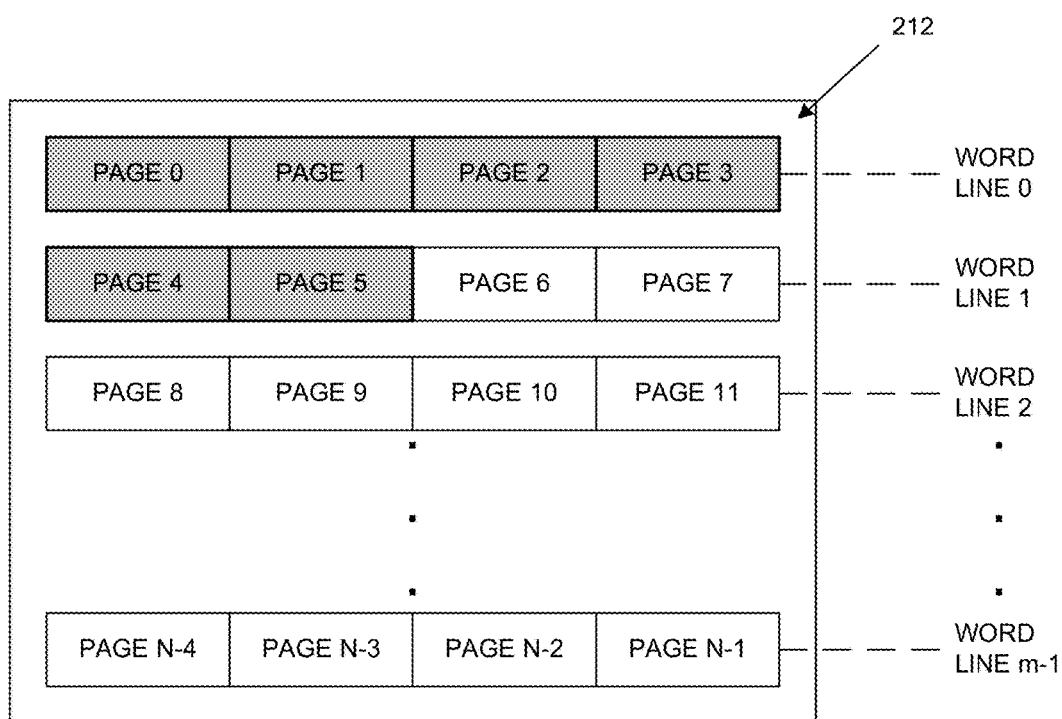 212
PAGE 0 PAGE 1 PAGE 2 PAGE 3 WORD
LINE 0
PAGE 4 PAGE 5 PAGE 6 PAGE 7 WORD
LINE 1
PAGE 8 PAGE 9 PAGE 10 PAGE 11 WORD
LINE 2
PAGE N-4 PAGE N-3 PAGE N-2 PAGE N-1 WORD
LINE m-1